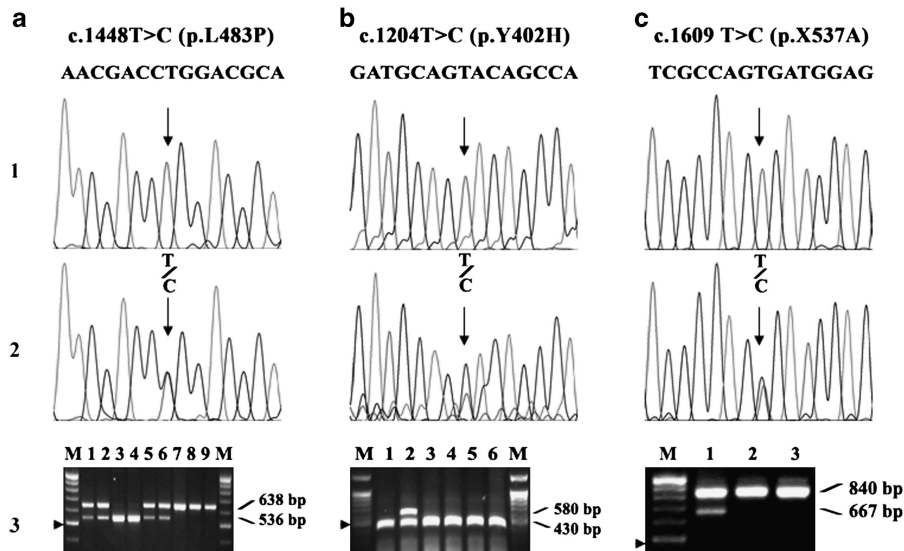 a
c.1448T>C (p.L483P)
AACGACCTGGACGCA
b
c.1204T>C (p.Y402H)
GATGCAGTACAGCCA
c
c.1609 T>C (p.X537A)
TCGCCAGTGATGGAG
1
T/C
T/C
T/C
2
M 1 2 3 4 5 6 7 8 9 M
638 bp
536 bp
M 1 2 3 4 5 6 M
580 bp
430 bp
M 1 2 3
840 bp
667 bp
3